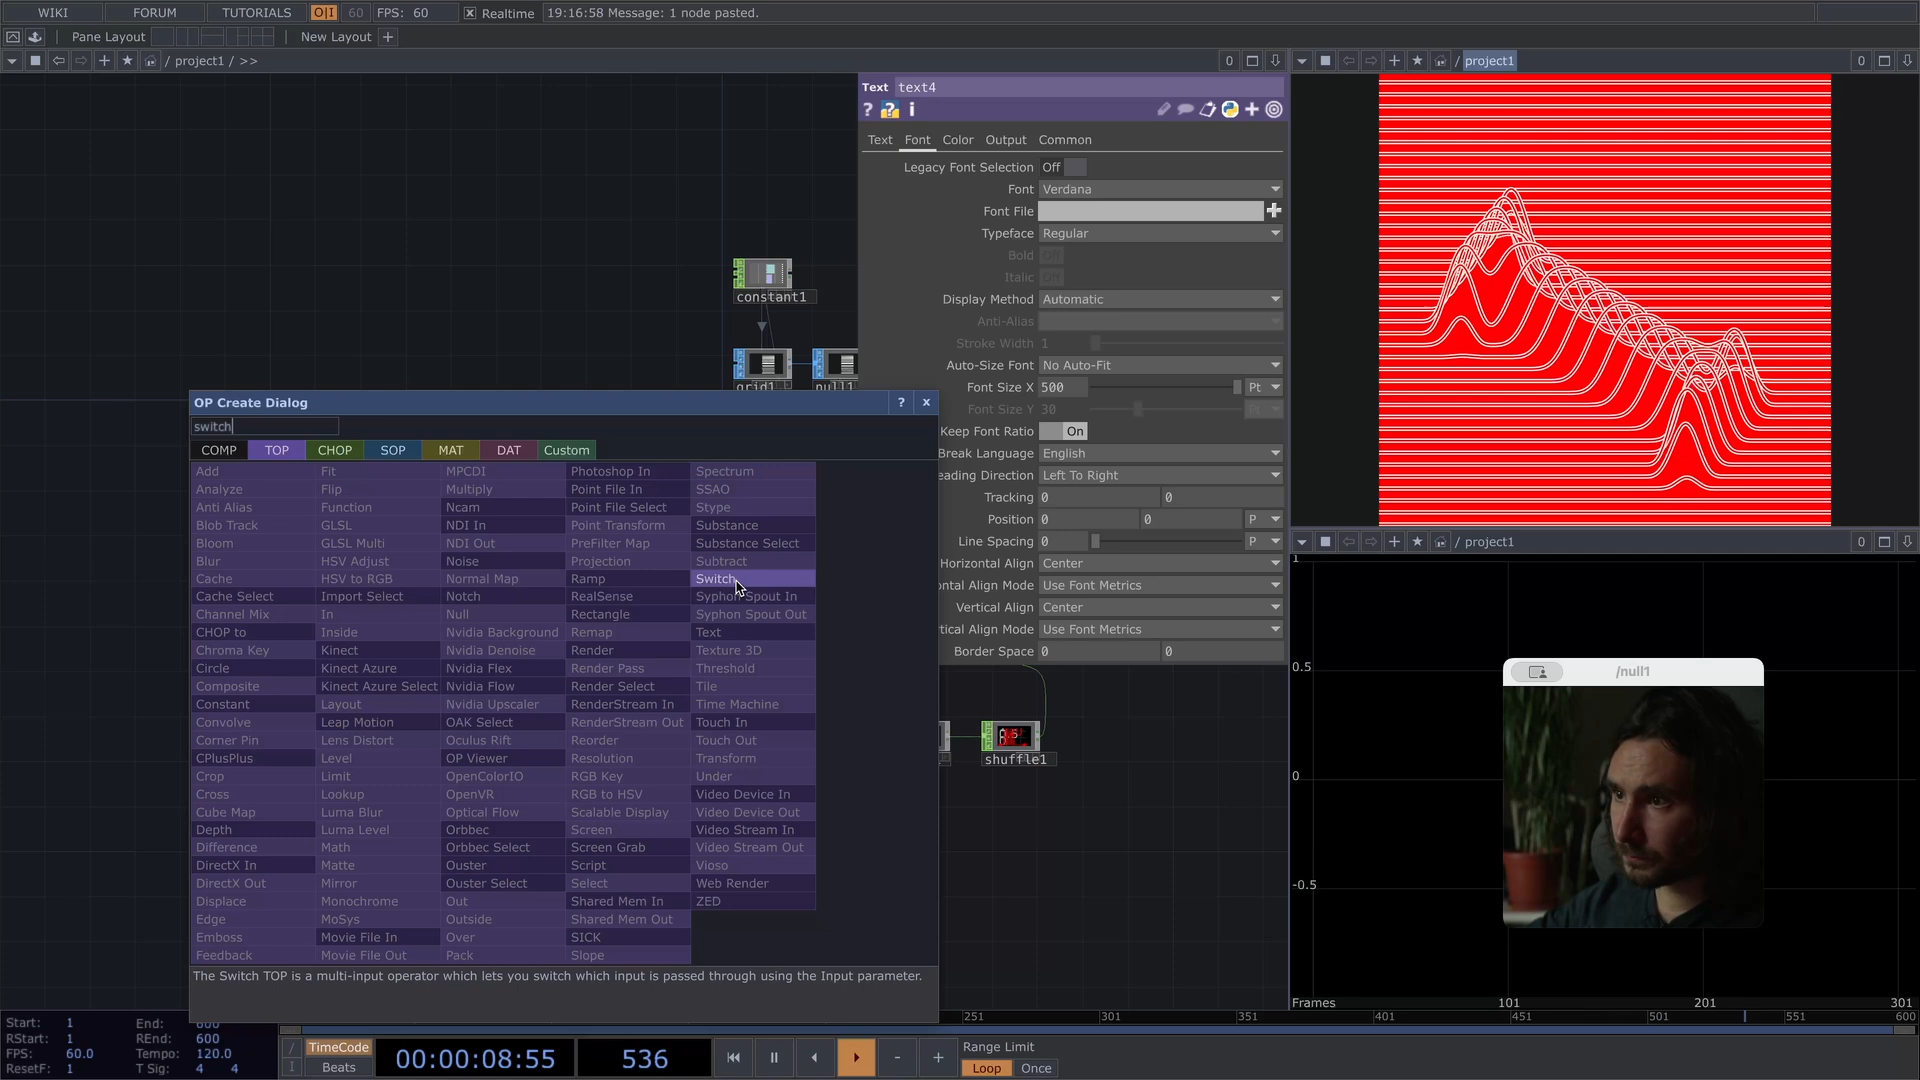 WIKI FORUM TUTORIALS O|I 60 FPS: 60 Realtime 19:16:58 Message: 1 node pasted.
Pane Layout New Layout
/ project1 / >> 0
/ project1 0
Text text4
? ? i
Text Font Color Output Common
Legacy Font Selection Off
Font Verdana
Font File
Typeface Regular
Bold
Italic
Display Method Automatic
Anti-Alias
Stroke Width 1
Auto-Size Font No Auto-Fit
Font Size X 500 Pt
Font Size Y 30
Keep Font Ratio On
Break Language English
eading Direction Left To Right
Tracking 0 0
Position 0 0 P
Line Spacing 0 P
Horizontal Align Center
ontal Align Mode Use Font Metrics
Vertical Align Center
tical Align Mode Use Font Metrics
Border Space 0 0
constant1
grid1
null1
shuffle1
OP Create Dialog ? x
switch
COMP TOP CHOP SOP MAT DAT Custom
Add Fit MPCDI Photoshop In Spectrum
Analyze Flip Multiply Point File In SSAO
Anti Alias Function Ncam Point File Select Stype
Blob Track GLSL NDI In Point Transform Substance
Bloom GLSL Multi NDI Out PreFilter Map Substance Select
Blur HSV Adjust Noise Projection Subtract
Cache HSV to RGB Normal Map Ramp Switch
Cache Select Import Select Notch RealSense Syphon Spout In
Channel Mix In Null Rectangle Syphon Spout Out
CHOP to Inside Nvidia Background Remap Text
Chroma Key Kinect Nvidia Denoise Render Texture 3D
Circle Kinect Azure Nvidia Flex Render Pass Threshold
Composite Kinect Azure Select Nvidia Flow Render Select Tile
Constant Layout Nvidia Upscaler RenderStream In Time Machine
Convolve Leap Motion OAK Select RenderStream Out Touch In
Corner Pin Lens Distort Oculus Rift Reorder Touch Out
CPlusPlus Level OP Viewer Resolution Transform
Crop Limit OpenColorIO RGB Key Under
Cross Lookup OpenVR RGB to HSV Video Device In
Cube Map Luma Blur Optical Flow Scalable Display Video Device Out
Depth Luma Level Orbbec Screen Video Stream In
Difference Math Orbbec Select Screen Grab Video Stream Out
DirectX In Matte Ouster Script Vioso
DirectX Out Mirror Ouster Select Select Web Render
Displace Monochrome Out Shared Mem In ZED
Edge MoSys Outside Shared Mem Out
Emboss Movie File In Over SICK
Feedback Movie File Out Pack Slope
The Switch TOP is a multi-input operator which lets you switch which input is passed through using the Input parameter.
/ project1 0
1
0.5
0
-0.5
Frames 101 201 301
/null1
251 301 351 401 451 501 551 600
Start: 1 End: 600
RStart: 1 REnd: 600
FPS: 60.0 Tempo: 120.0
ResetF: 1 T Sig: 4 4
/ I
TimeCode
Beats
00:00:08:55 536 - +
Range Limit
Loop Once